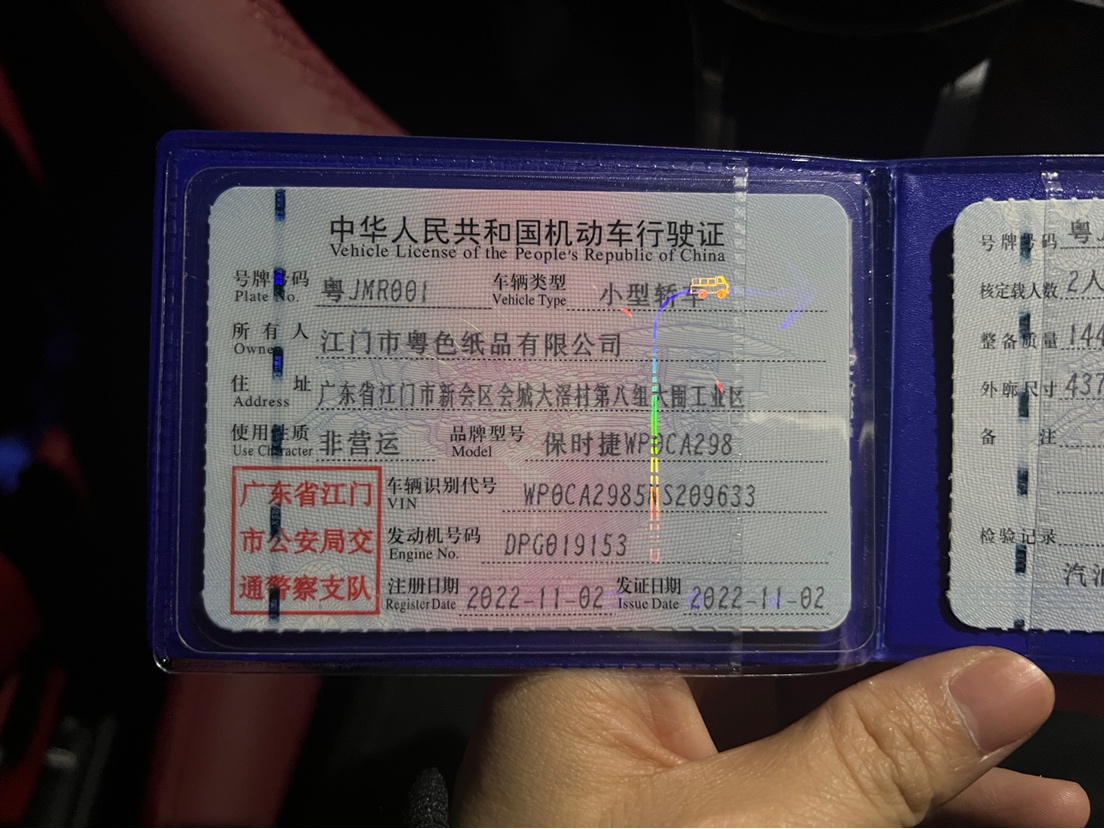 中华人民共和国机动车行驶证
Vehicle License of the People's Republic of China
号牌号码 粤JMR001 车辆类型 小型轿车
Plate No. Vehicle Type
所有人 江门市粤色纸品有限公司
Owner
住址 广东省江门市新会区会城大滘村第八组大围工业区
Address
使用性质 非营运 品牌型号 保时捷WP0CA298
Use Character Model
广东省江门
市公安局交
通警察支队
车辆识别代号 WP0CA2985NS209633
VIN
发动机号码 DPG019153
Engine No.
注册日期 2022-11-02 发证日期 2022-11-02
Register Date Issue Date
号牌号码 粤J
核定载人数 2人
整备质量 144
外廓尺寸 437
备注
检验记录
汽油